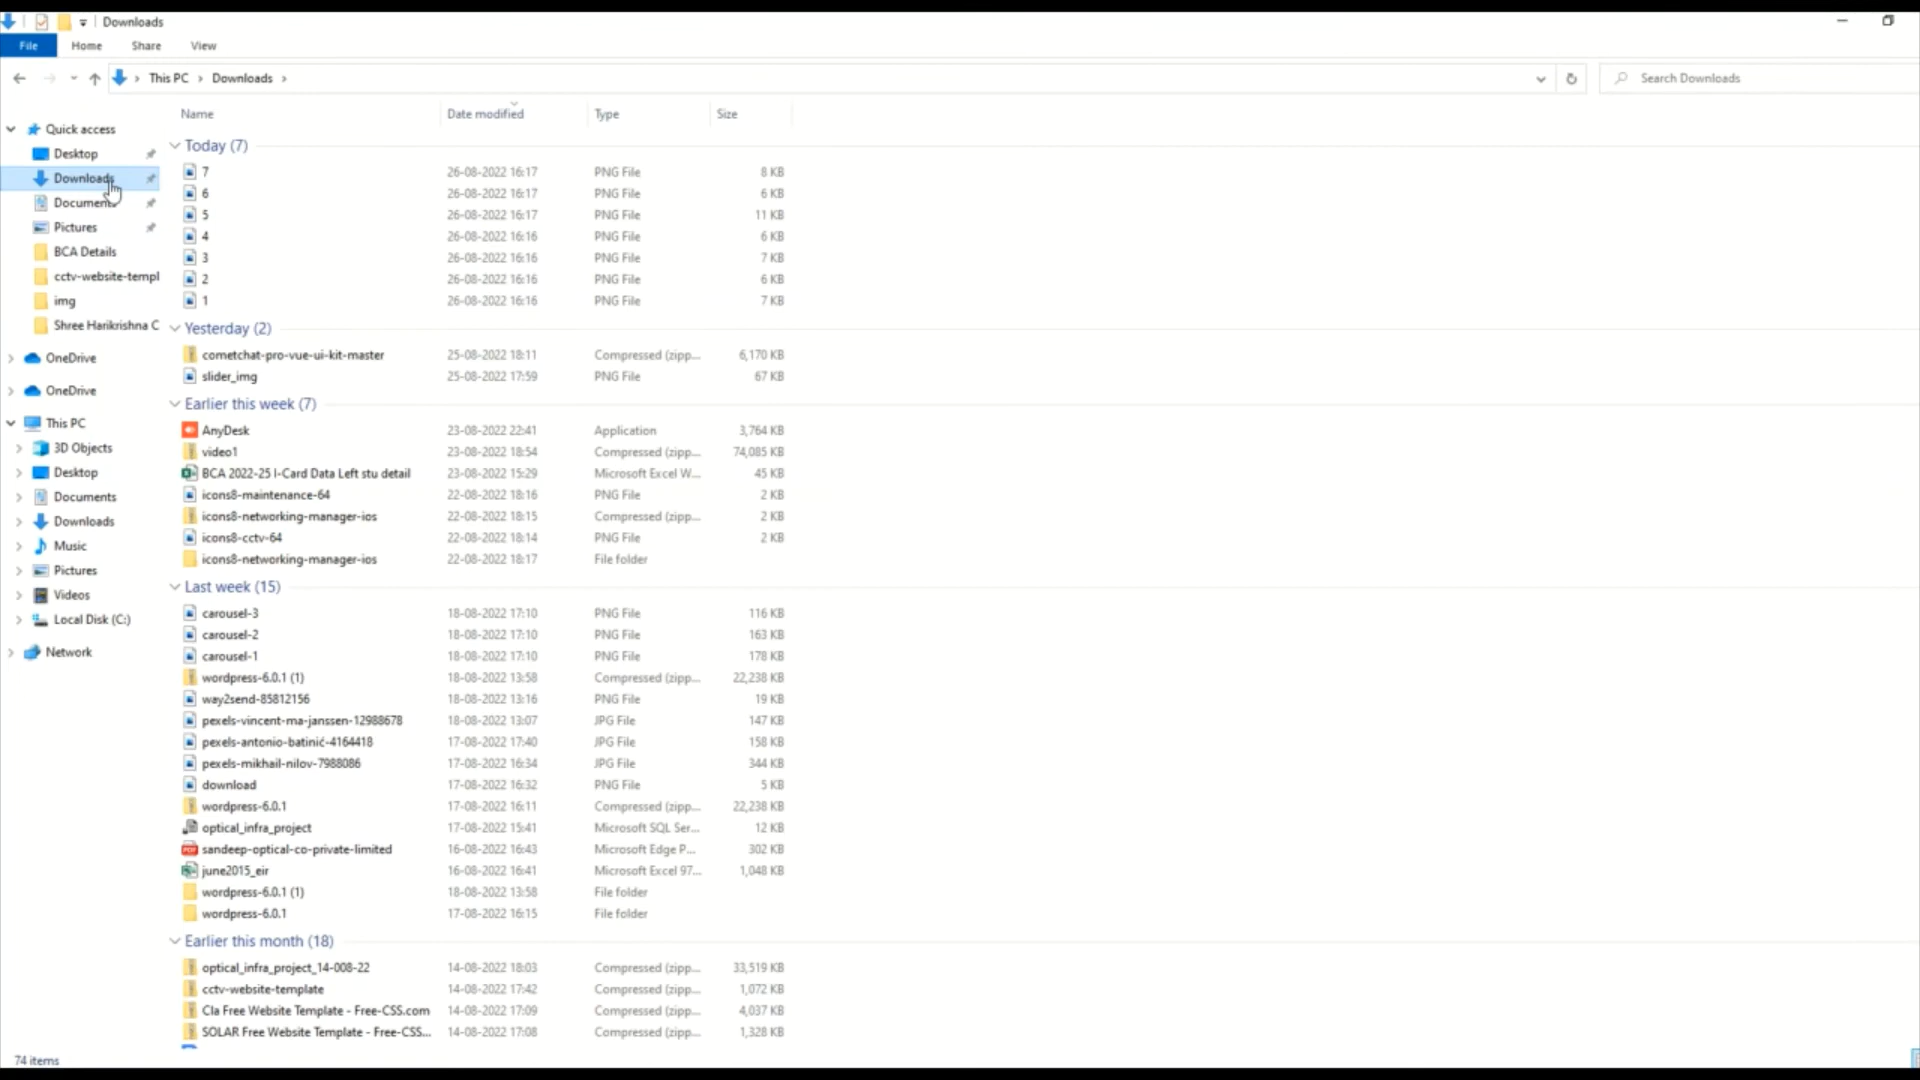 Downloads
File Home Share View
This PC > Downloads >
Search Downloads
Name Date modified Type Size
Quick access
Desktop
Downloads
Documents
Pictures
BCA Details
cctv-website-templ
img
Shree Harikrishna C
OneDrive
OneDrive
This PC
3D Objects
Desktop
Documents
Downloads
Music
Pictures
Videos
Local Disk (C:)
Network
Today (7)
7 26-08-2022 16:17 PNG File 8 KB
6 26-08-2022 16:17 PNG File 6 KB
5 26-08-2022 16:17 PNG File 11 KB
4 26-08-2022 16:16 PNG File 6 KB
3 26-08-2022 16:16 PNG File 7 KB
2 26-08-2022 16:16 PNG File 6 KB
1 26-08-2022 16:16 PNG File 7 KB
Yesterday (2)
cometchat-pro-vue-ui-kit-master 25-08-2022 18:11 Compressed (zipp... 6,170 KB
slider_img 25-08-2022 17:59 PNG File 67 KB
Earlier this week (7)
AnyDesk 23-08-2022 22:41 Application 3,764 KB
video1 23-08-2022 18:54 Compressed (zipp... 74,085 KB
BCA 2022-25 I-Card Data Left stu detail 23-08-2022 15:29 Microsoft Excel W... 45 KB
icons8-maintenance-64 22-08-2022 18:16 PNG File 2 KB
icons8-networking-manager-ios 22-08-2022 18:15 Compressed (zipp... 2 KB
icons8-cctv-64 22-08-2022 18:14 PNG File 2 KB
icons8-networking-manager-ios 22-08-2022 18:17 File folder
Last week (15)
carousel-3 18-08-2022 17:10 PNG File 116 KB
carousel-2 18-08-2022 17:10 PNG File 163 KB
carousel-1 18-08-2022 17:10 PNG File 178 KB
wordpress-6.0.1 (1) 18-08-2022 13:58 Compressed (zipp... 22,238 KB
way2send-85812156 18-08-2022 13:16 PNG File 19 KB
pexels-vincent-ma-janssen-12988678 18-08-2022 13:07 JPG File 147 KB
pexels-antonio-batinić-4164418 17-08-2022 17:40 JPG File 158 KB
pexels-mikhail-nilov-7988086 17-08-2022 16:34 JPG File 344 KB
download 17-08-2022 16:32 PNG File 5 KB
wordpress-6.0.1 17-08-2022 16:11 Compressed (zipp... 22,238 KB
optical_infra_project 17-08-2022 15:41 Microsoft SQL Ser... 12 KB
sandeep-optical-co-private-limited 16-08-2022 16:43 Microsoft Edge P... 302 KB
june2015_eir 16-08-2022 16:41 Microsoft Excel 97... 1,048 KB
wordpress-6.0.1 (1) 18-08-2022 13:58 File folder
wordpress-6.0.1 17-08-2022 16:15 File folder
Earlier this month (18)
optical_infra_project_14-008-22 14-08-2022 18:03 Compressed (zipp... 33,519 KB
cctv-website-template 14-08-2022 17:42 Compressed (zipp... 1,072 KB
Cla Free Website Template - Free-CSS.com 14-08-2022 17:09 Compressed (zipp... 4,037 KB
SOLAR Free Website Template - Free-CSS... 14-08-2022 17:08 Compressed (zipp... 1,328 KB
74 items